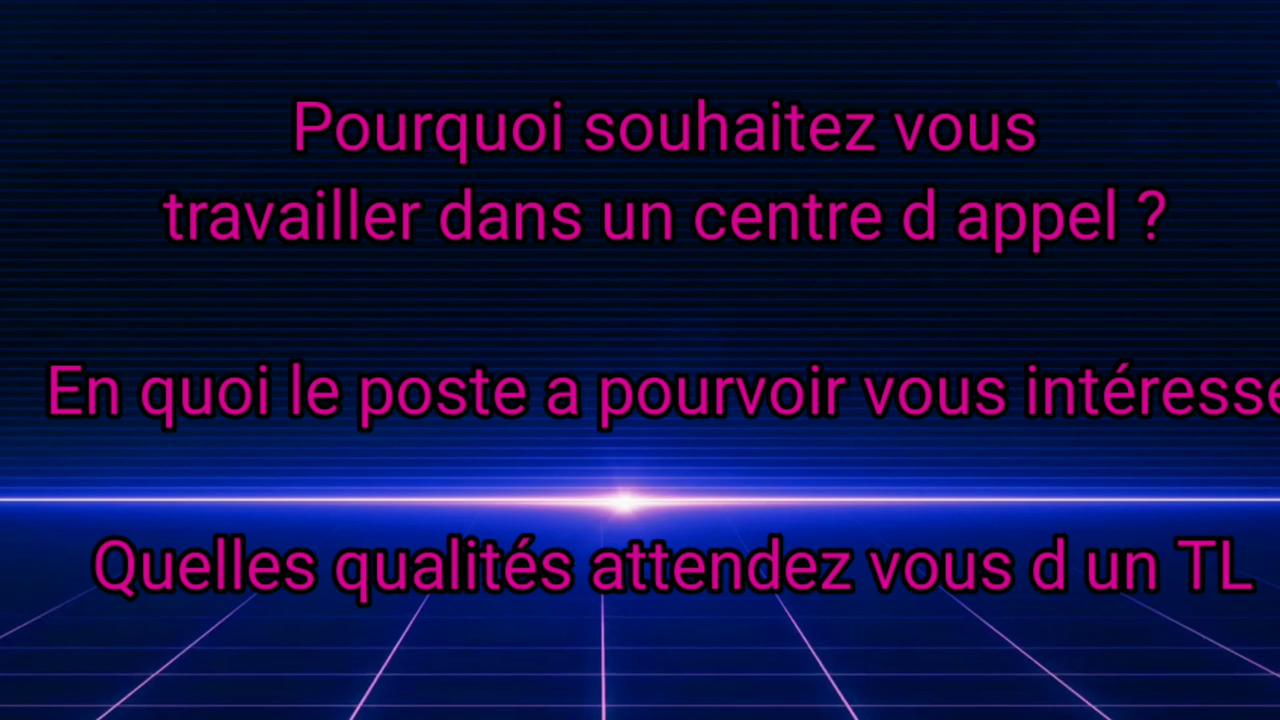 Pourquoi souhaitez vous
travailler dans un centre d appel ?
En quoi le poste a pourvoir vous intéresse
Quelles qualités attendez vous d un TL